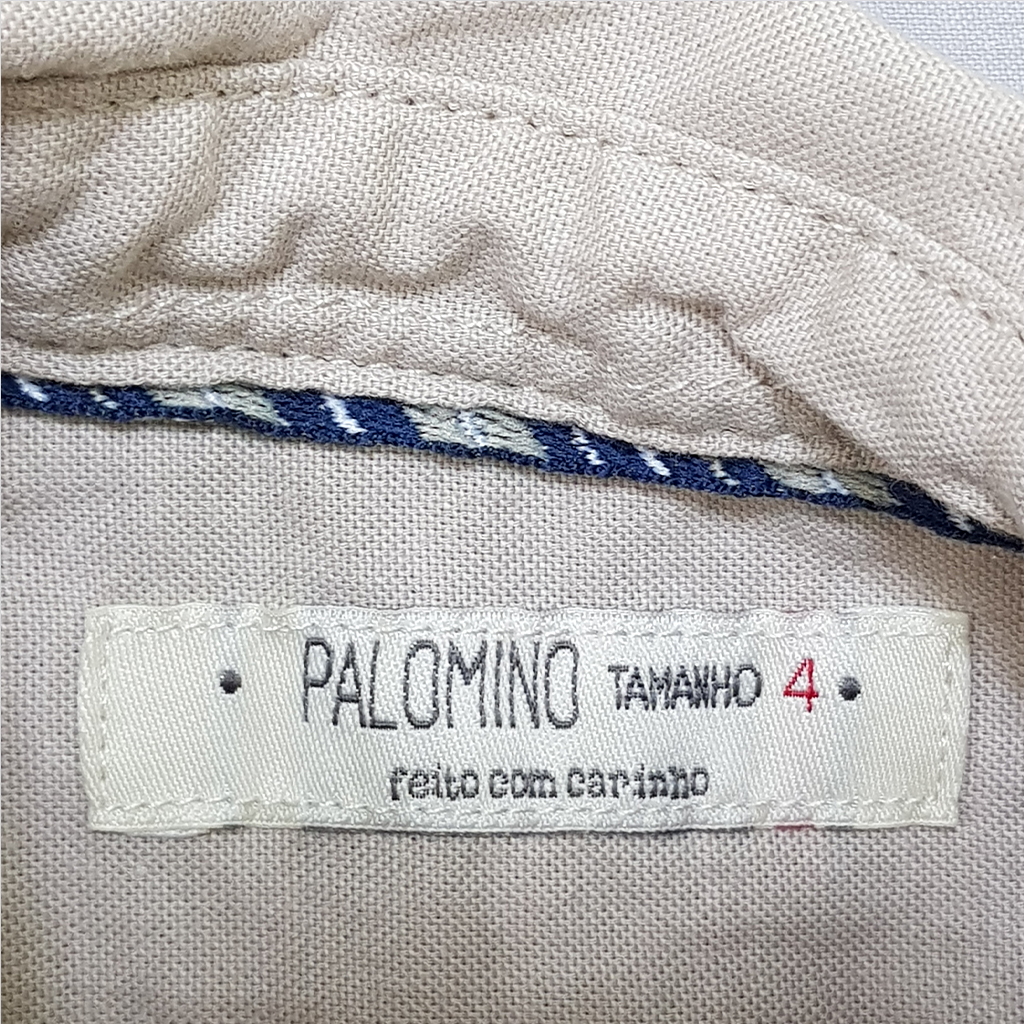 • PALOMINO TAMANHO 4 •
feito com carinho